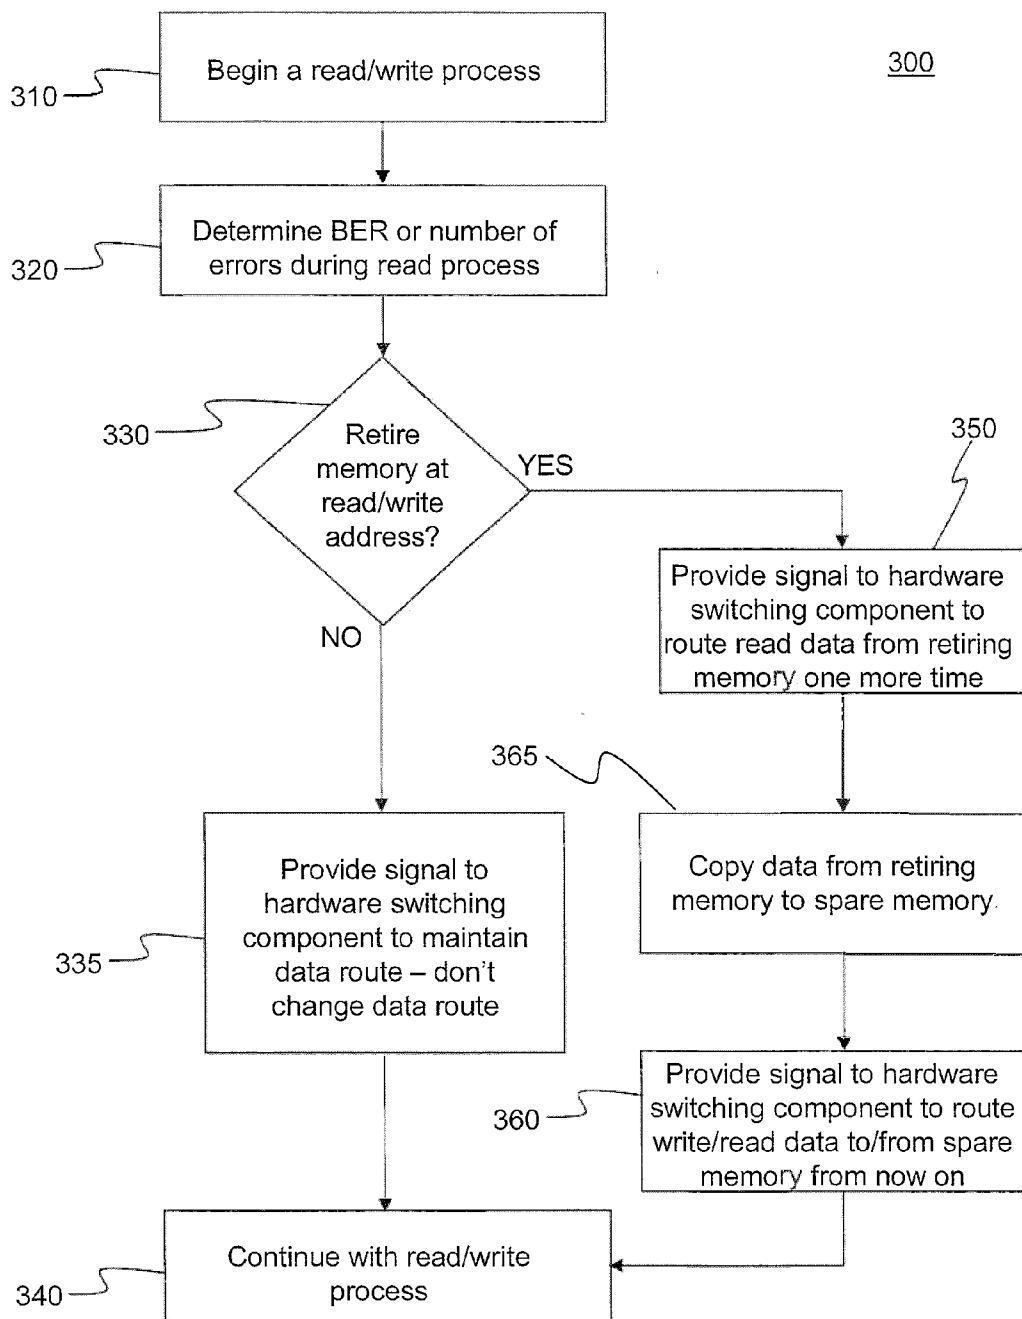 Begin a read/write process
300
310
Determine BER or number of
errors during read process
320
330
Retire
memory at
read/write
address?
YES
NO
350
Provide signal to hardware
switching component to
route read data from retiring
memory one more time
365
Copy data from retiring
memory to spare memory
Provide signal to
hardware switching
component to maintain
data route – don't
change data route
335
Provide signal to hardware
switching component to route
write/read data to/from spare
memory from now on
360
Continue with read/write
process
340